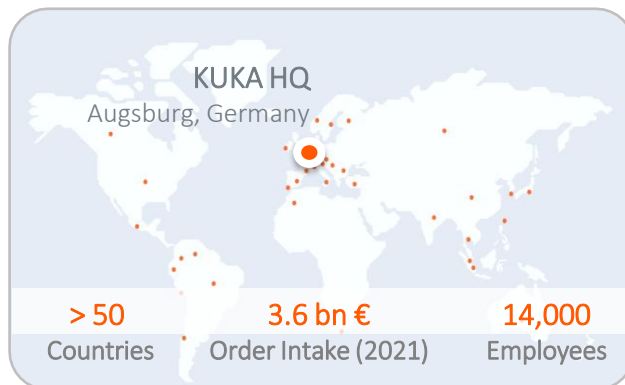 KUKA HQ
Augsburg, Germany
> 50
Countries
3.6 bn €
Order Intake (2021)
14,000
Employees